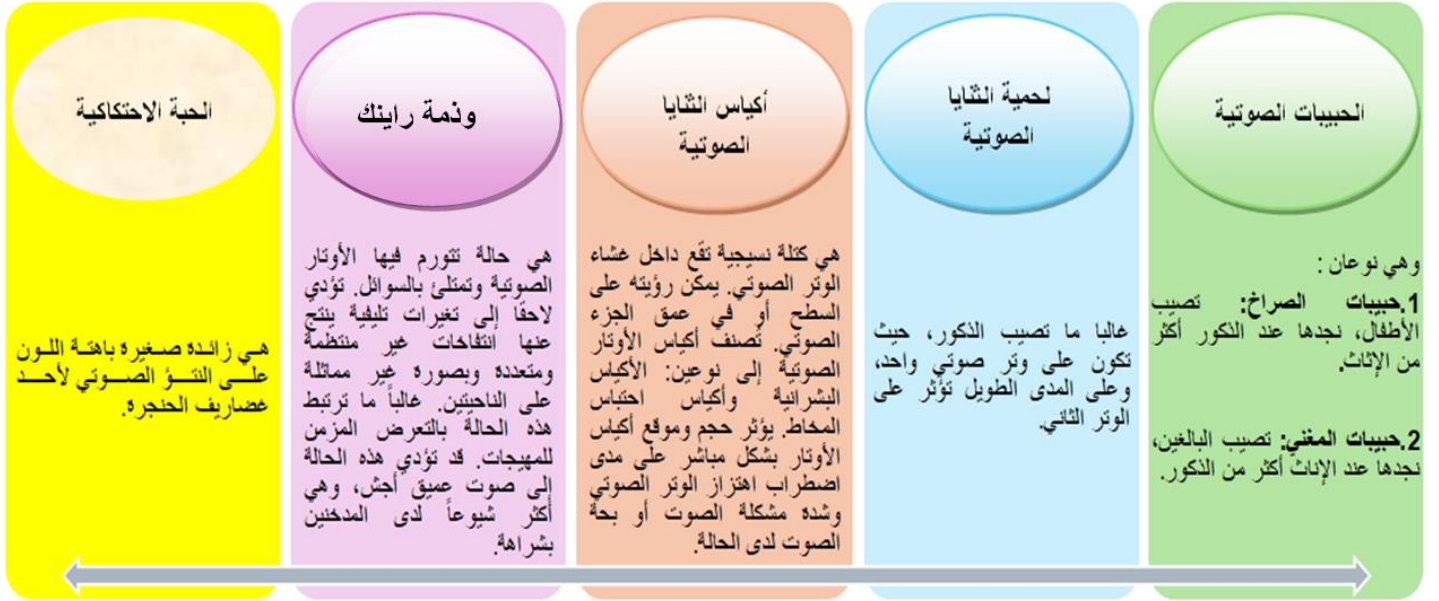 الحبيبات الصوتية
وهي نوعان :
1.حبيبات الصراخ: تصيب
الأطفال، نجدها عند الذكور أكثر
من الإناث.
2.حبيبات المغني: تصيب البالغين،
نجدها عند الإناث أكثر من الذكور.
لحمية الثنايا
الصوتية
غالبا ما تصيب الذكور، حيث
تكون على وتر صوتي واحد،
وعلى المدى الطويل تؤثر على
الوتر الثاني.
أكياس الثنايا
الصوتية
هي كتلة نسيجية تقع داخل غشاء
الوتر الصوتي. يمكن رؤيته على
السطح أو في عمق الجزء
الصوتي. تُصنف أكياس الأوتار
الصوتية إلى نوعين: الأكياس
البشرانية وأكياس احتباس
المخاط. يؤثر حجم وموقع أكياس
الأوتار بشكل مباشر على مدى
اضطراب اهتزاز الوتر الصوتي
وشدة مشكلة الصوت أو بحة
الصوت لدى الحالة.
وذمة راينك
هي حالة تتورم فيها الأوتار
الصوتية وتمتلئ بالسوائل. تؤدي
لاحقا إلى تغيرات تليفية ينتج
عنها انتفاخات غير منتظمة
ومتعددة وبصورة غير مماثلة
على الناحيتين. غالباً ما ترتبط
هذه الحالة بالتعرض المزمن
للمهيجات. قد تؤدي هذه الحالة
إلى صوت عميق أجش، وهي
أكثر شيوعاً لدى المدخنين
بشراهة.
الحبة الاحتكاكية
هي زائدة صغيرة باهتة اللون
على النتؤ الصوتي لأحد
غضاريف الحنجرة.